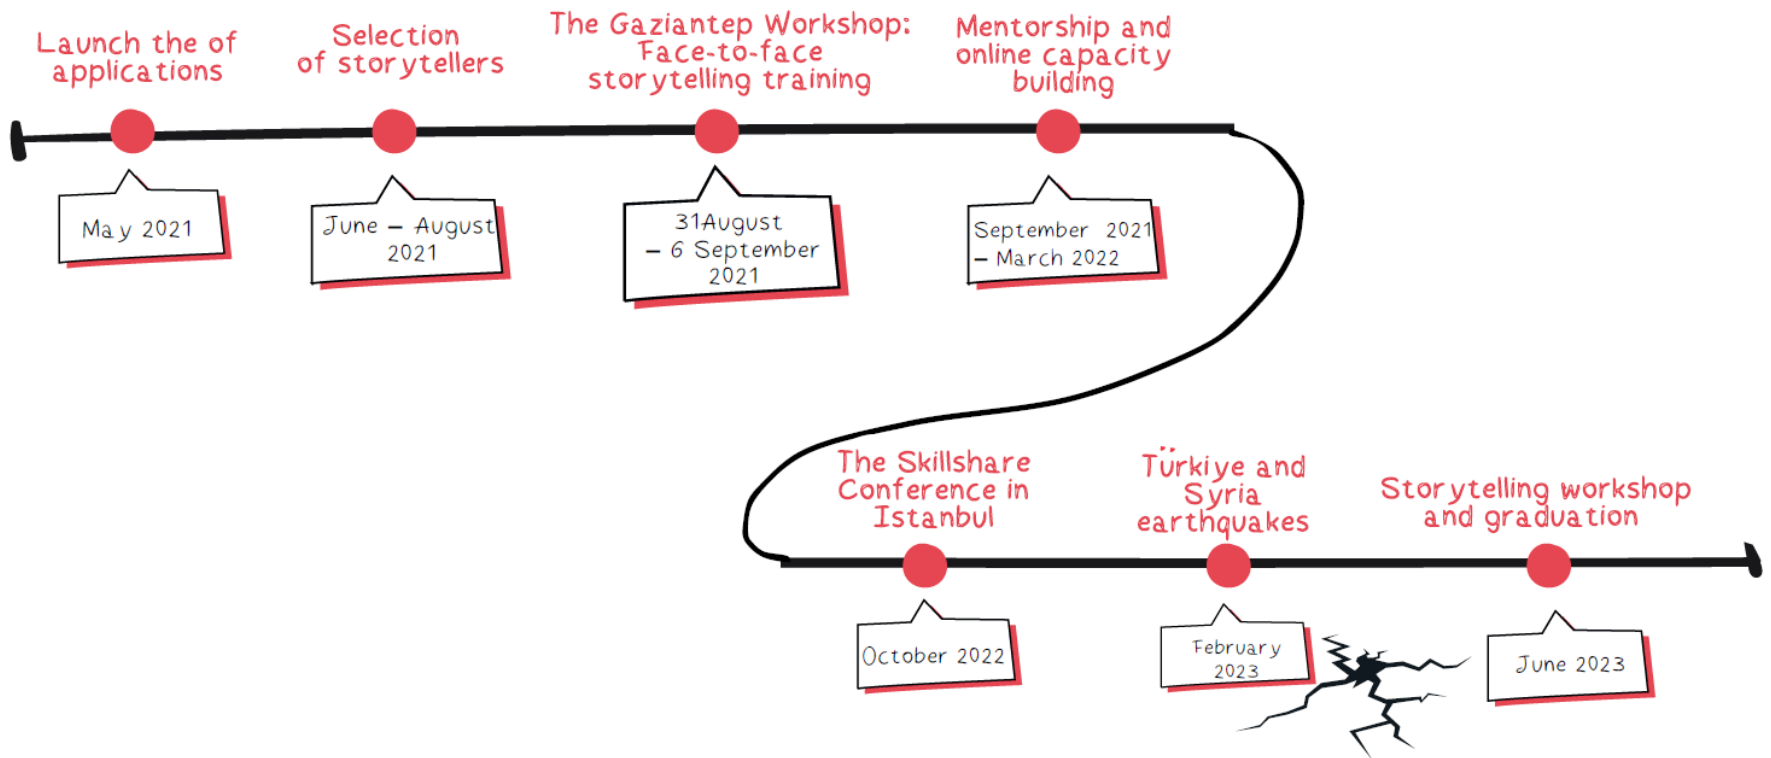 Launch the of
applications
May 2021
Selection
of storytellers
June – August
2021
The Gaziantep Workshop:
Face-to-face
storytelling training
31August
– 6 September
2021
Mentorship and
online capacity
building
September 2021
– March 2022
The Skillshare
Conference in
Istanbul
October 2022
Türkiye and
Syria
earthquakes
February
2023
Storytelling workshop
and graduation
June 2023